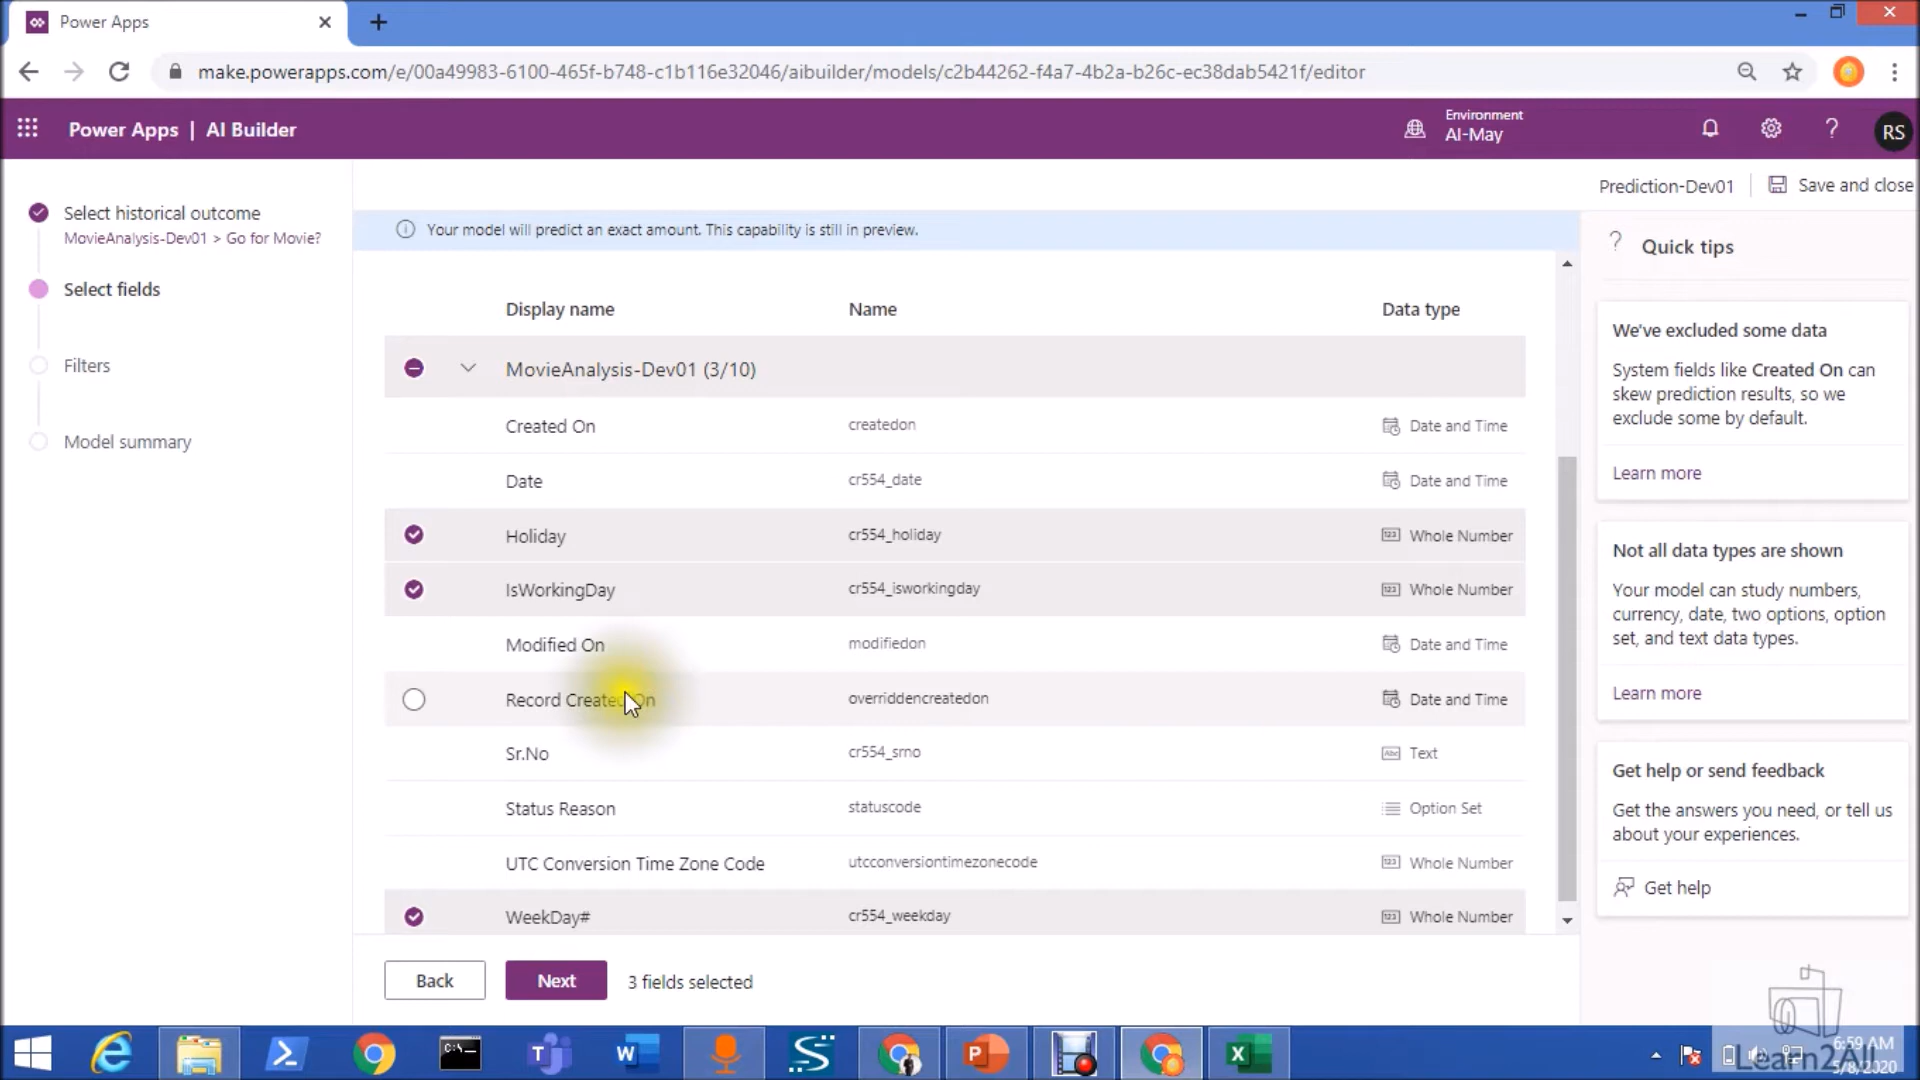 Power Apps
make.powerapps.com/e/00a49983-6100-465f-b748-c1b116e32046/aibuilder/models/c2b44262-f4a7-4b2a-b26c-ec38dab5421f/editor
Power Apps | AI Builder
Environment
AI-May
?
RS
Select historical outcome
MovieAnalysis-Dev01 > Go for Movie?
Select fields
Filters
Model summary
Prediction-Dev01
Save and close
Your model will predict an exact amount. This capability is still in preview.
Display name Name Data type
MovieAnalysis-Dev01 (3/10)
Created On createdon Date and Time
Date cr554_date Date and Time
Holiday cr554_holiday Whole Number
IsWorkingDay cr554_isworkingday Whole Number
Modified On modifiedon Date and Time
Record Created On overriddencreatedon Date and Time
Sr.No cr554_srno Abc Text
Status Reason statuscode Option Set
UTC Conversion Time Zone Code utcconversiontimezonecode Whole Number
WeekDay# cr554_weekday Whole Number
Back
Next
3 fields selected
? Quick tips
We've excluded some data
System fields like Created On can
skew prediction results, so we
exclude some by default.
Learn more
Not all data types are shown
Your model can study numbers,
currency, date, two options, option
set, and text data types.
Learn more
Get help or send feedback
Get the answers you need, or tell us
about your experiences.
Get help
6:59 AM
5/8/2020
Learn2All